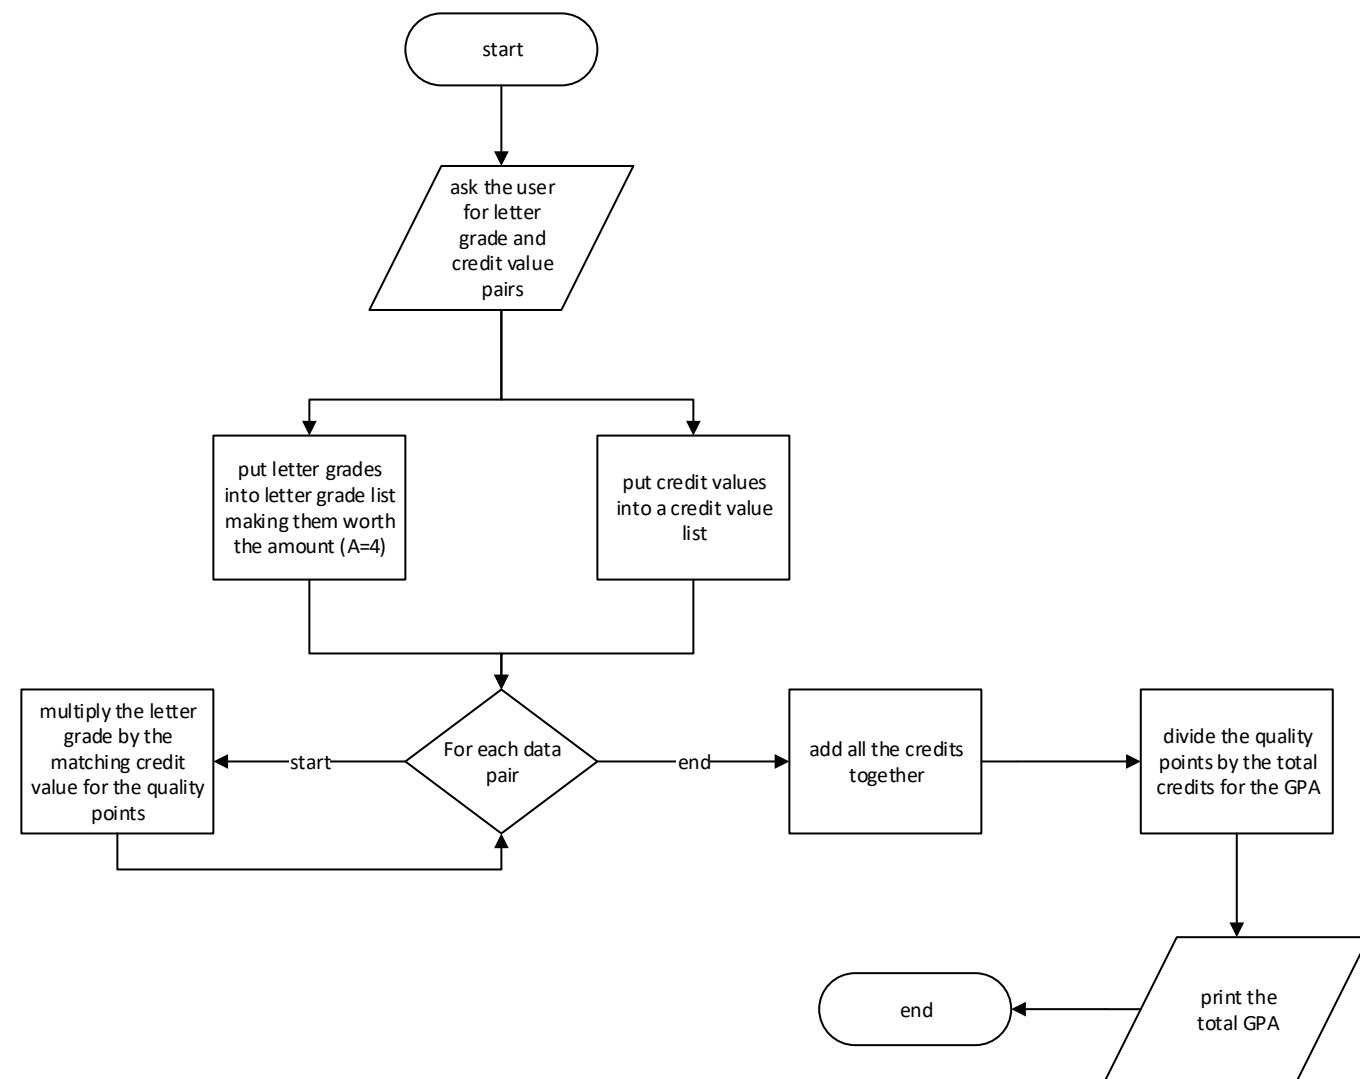 start
ask the user
for letter
grade and
credit value
pairs
put letter grades
into letter grade list
making them worth
the amount (A=4)
put credit values
into a credit value
list
multiply the letter
grade by the
matching credit
value for the quality
points
start
For each data
pair
end
add all the credits
together
divide the quality
points by the total
credits for the GPA
end
print the
total GPA